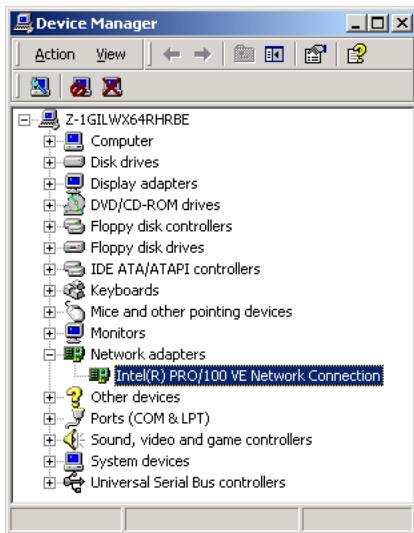 Device Manager
Action View
Z-1GILWX64RHRBE
Computer
Disk drives
Display adapters
DVD/CD-ROM drives
Floppy disk controllers
Floppy disk drives
IDE ATA/ATAPI controllers
Keyboards
Mice and other pointing devices
Monitors
Network adapters
Intel(R) PRO/100 VE Network Connection
Other devices
Ports (COM & LPT)
Sound, video and game controllers
System devices
Universal Serial Bus controllers